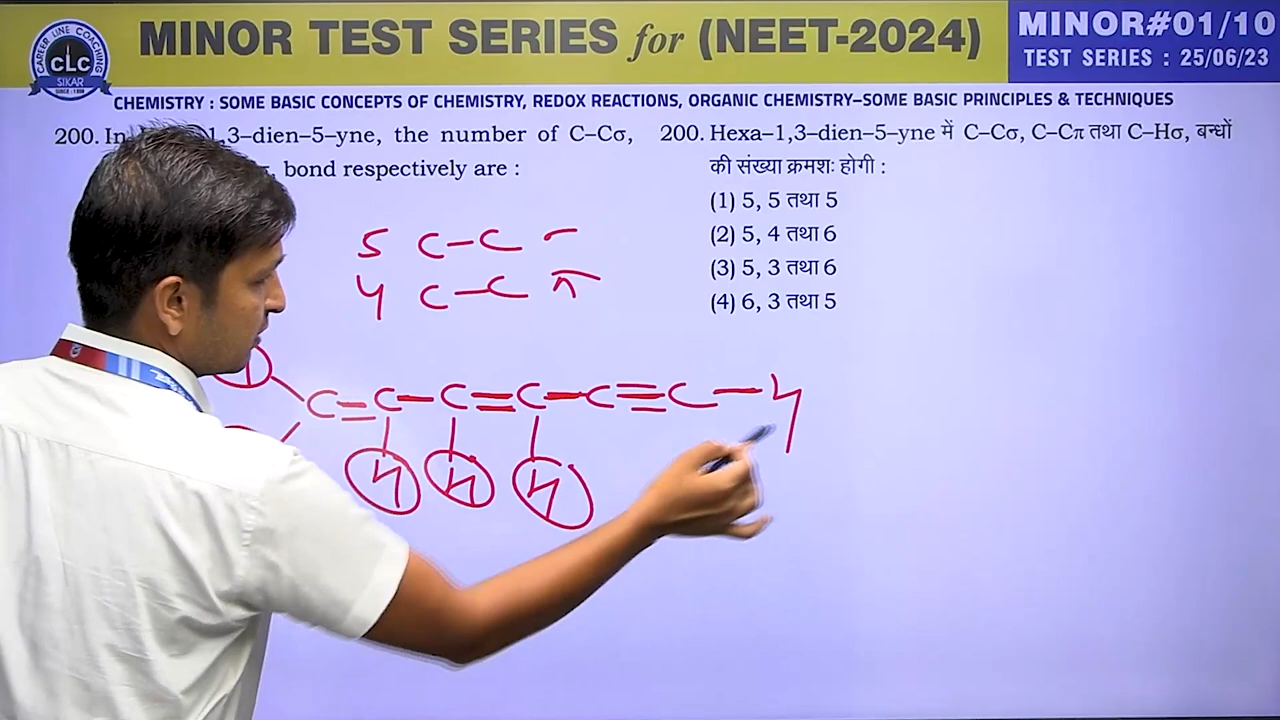 MINOR TEST SERIES for (NEET-2024)
MINOR#01/10
TEST SERIES : 25/06/23
CAREER LINE COACHING
CLC
SIKAR
SINCE : 1996
CHEMISTRY : SOME BASIC CONCEPTS OF CHEMISTRY, REDOX REACTIONS, ORGANIC CHEMISTRY–SOME BASIC PRINCIPLES & TECHNIQUES
200. In 1,3–dien–5–yne, the number of C–Cσ,
bond respectively are :
200. Hexa–1,3–dien–5–yne में C–Cσ, C–Cπ तथा C–Hσ, बन्धों
की संख्या क्रमशः होगी :
(1) 5, 5 तथा 5
(2) 5, 4 तथा 6
(3) 5, 3 तथा 6
(4) 6, 3 तथा 5
5 C–C σ
4 C–C π
C=C–C=C–C≡C–H
H H H